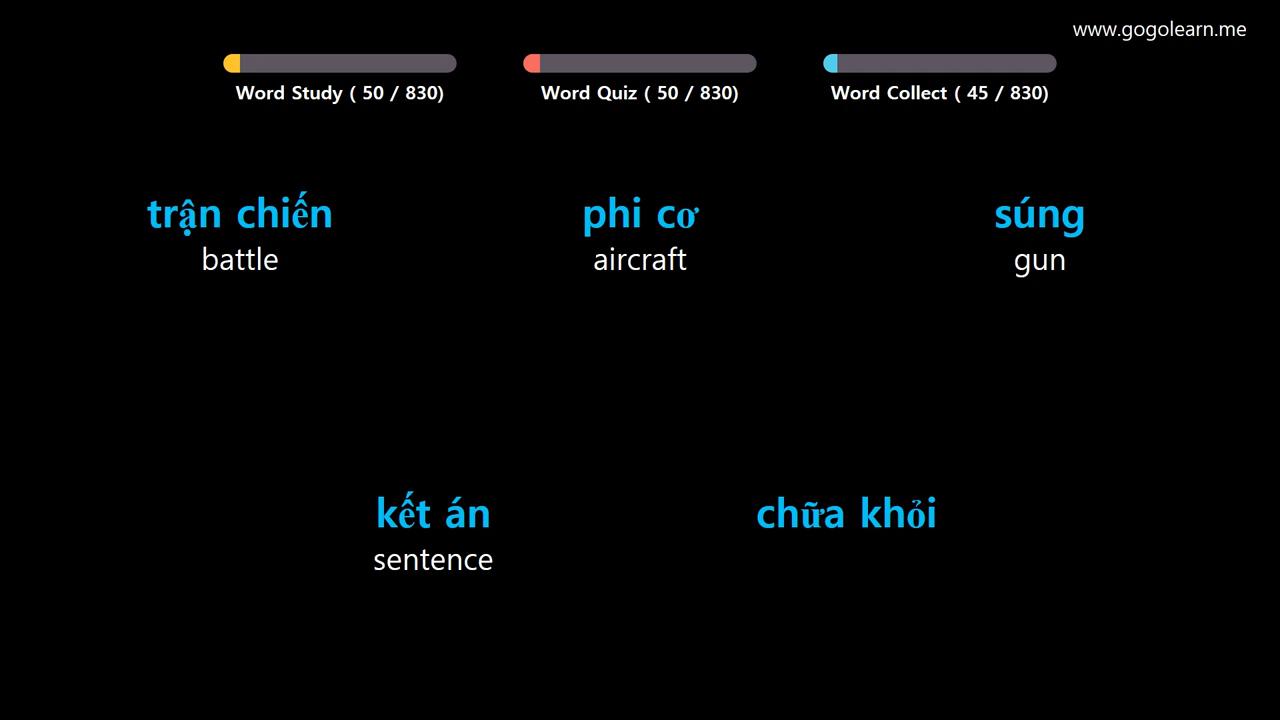 www.gogolearn.me
Word Study ( 50 / 830)
Word Quiz ( 50 / 830)
Word Collect ( 45 / 830)
trận chiến
battle
phi cơ
aircraft
súng
gun
kết án
sentence
chữa khỏi